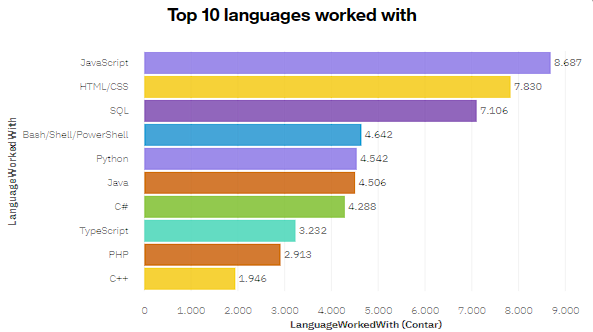 Top 10 languages worked with
LanguageWorkedWith
JavaScript 8.687
HTML/CSS 7.830
SQL 7.106
Bash/Shell/PowerShell 4.642
Python 4.542
Java 4.506
C# 4.288
TypeScript 3.232
PHP 2.913
C++ 1.946
0 1.000 2.000 3.000 4.000 5.000 6.000 7.000 8.000 9.000
LanguageWorkedWith (Contar)